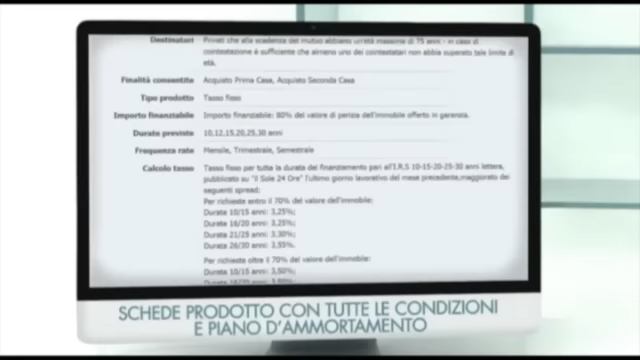 Destinatari Privati che alla scadenza del mutuo abbiano un'età massima di 75 anni - in caso di
cointestazione è sufficiente che almeno uno dei cointestatari non abbia superato tale limite di
età.
Finalità consentite Acquisto Prima Casa, Acquisto Seconda Casa
Tipo prodotto Tasso fisso
Importo finanziabile Importo finanziabile: 80% del valore di perizia dell'immobile offerto in garanzia.
Durate previste 10,12,15,20,25,30 anni
Frequenza rate Mensile, Trimestrale, Semestrale
Calcolo tasso Tasso fisso per tutta la durata del finanziamento pari all'I.R.S 10-15-20-25-30 anni lettera,
pubblicato su "Il Sole 24 Ore" l'ultimo giorno lavorativo del mese precedente,maggiorato dei
seguenti spread:
Per richieste entro il 70% del valore dell'immobile:
Durata 10/15 anni: 3,25%;
Durata 16/20 anni: 3,25%;
Durata 21/25 anni: 3,30%;
Durata 26/30 anni: 3,55%.
Per richieste oltre il 70% del valore dell'immobile:
Durata 10/15 anni: 3,50%;
Durata 16/20 anni:
SCHEDE PRODOTTO CON TUTTE LE CONDIZIONI
E PIANO D'AMMORTAMENTO